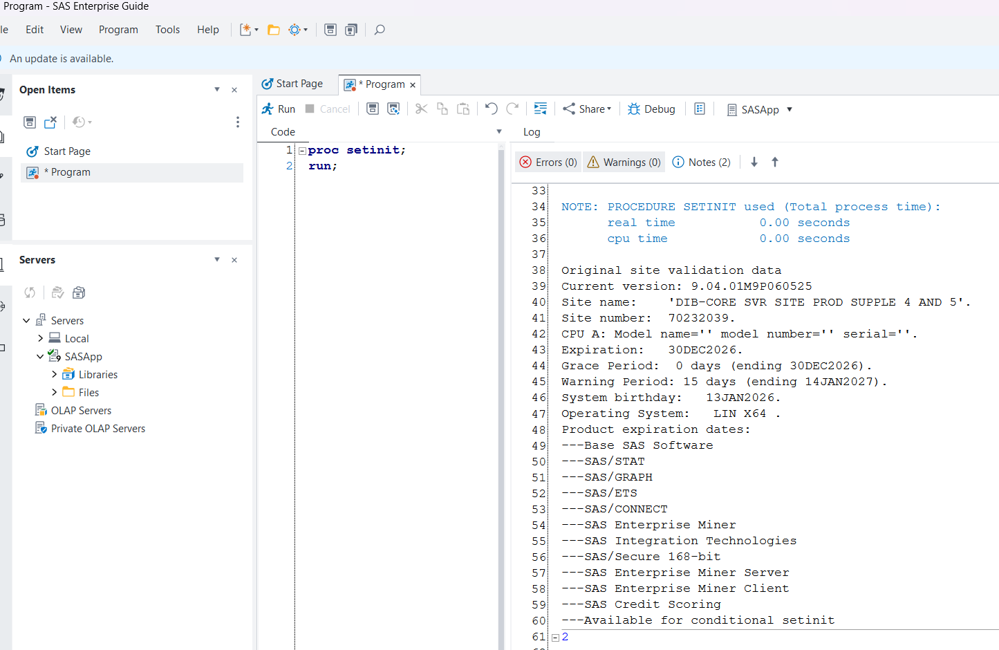 Program - SAS Enterprise Guide
le Edit View Program Tools Help
An update is available.
Open Items
Start Page
* Program
Servers
Servers
Local
SASApp
Libraries
Files
OLAP Servers
Private OLAP Servers
Start Page * Program
Run Cancel Share Debug SASApp
Code
1 proc setinit;
2 run;
Log
Errors (0) Warnings (0) Notes (2)
33
34 NOTE: PROCEDURE SETINIT used (Total process time):
35 real time 0.00 seconds
36 cpu time 0.00 seconds
37
38 Original site validation data
39 Current version: 9.04.01M9P060525
40 Site name: 'DIB-CORE SVR SITE PROD SUPPLE 4 AND 5'.
41 Site number: 70232039.
42 CPU A: Model name='' model number='' serial=''.
43 Expiration: 30DEC2026.
44 Grace Period: 0 days (ending 30DEC2026).
45 Warning Period: 15 days (ending 14JAN2027).
46 System birthday: 13JAN2026.
47 Operating System: LIN X64 .
48 Product expiration dates:
49 ---Base SAS Software
50 ---SAS/STAT
51 ---SAS/GRAPH
52 ---SAS/ETS
53 ---SAS/CONNECT
54 ---SAS Enterprise Miner
55 ---SAS Integration Technologies
56 ---SAS/Secure 168-bit
57 ---SAS Enterprise Miner Server
58 ---SAS Enterprise Miner Client
59 ---SAS Credit Scoring
60 ---Available for conditional setinit
61 2